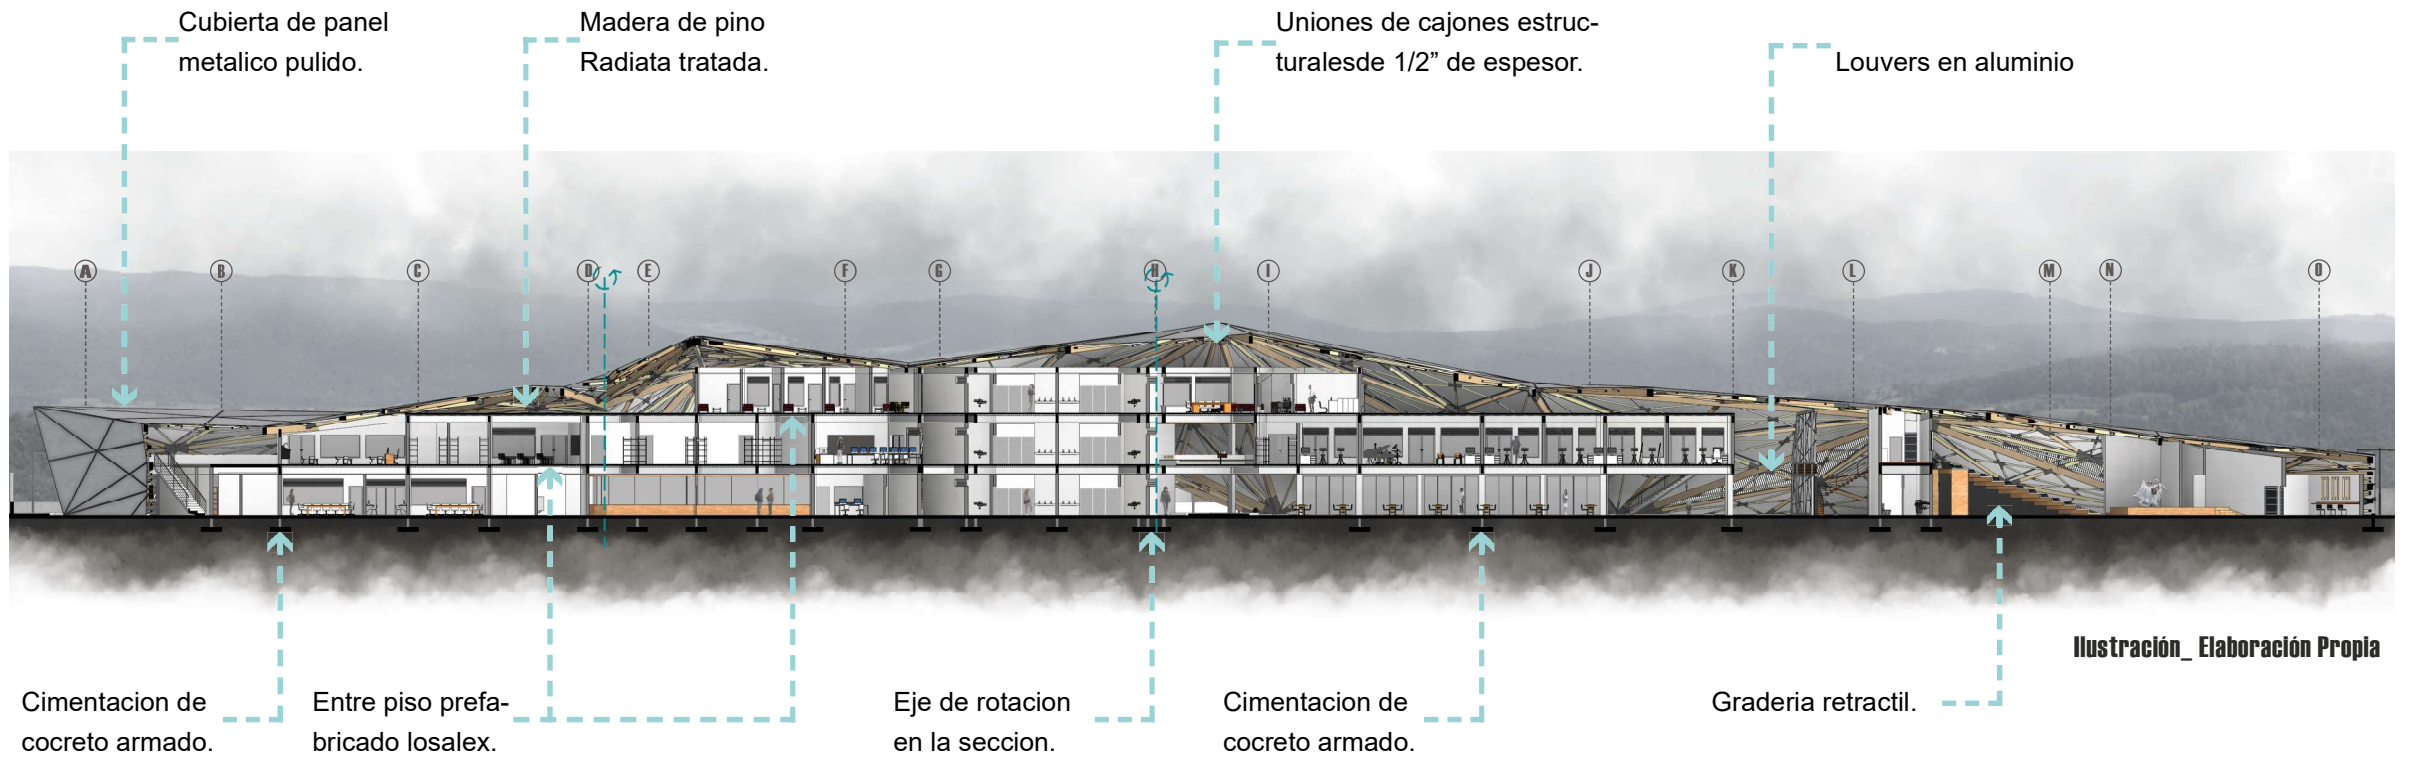 Cubierta de panel
metalico pulido.
Madera de pino
Radiata tratada.
Uniones de cajones estruc-
turalesde 1/2” de espesor.
Louvers en aluminio
A B C D E F G H I J K L M N O
Ilustración_ Elaboración Propia
Cimentacion de
cocreto armado.
Entre piso prefa-
bricado losalex.
Eje de rotacion
en la seccion.
Cimentacion de
cocreto armado.
Graderia retractil.